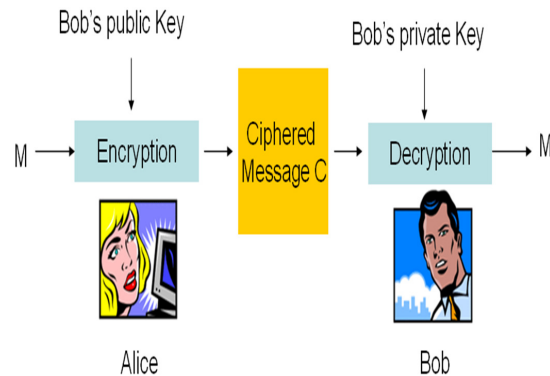 Bob's public Key
Bob's private Key
M
Encryption
Ciphered
Message C
Decryption
M
Alice
Bob